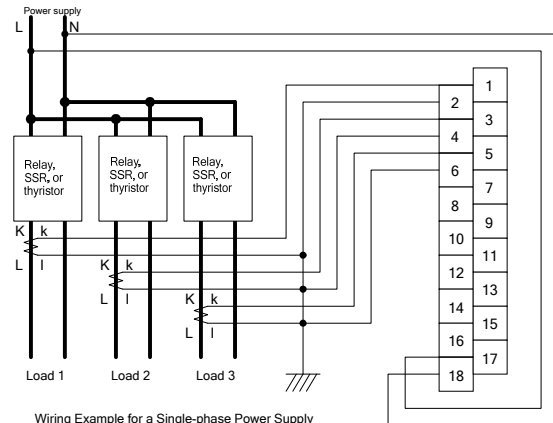 Power supply
L N
1
2
3
4
5
6
7
8
9
10
11
12
13
14
15
16
17
18
Relay, SSR, or thyristor
Relay, SSR, or thyristor
Relay, SSR, or thyristor
K k
L l
K k
L l
K k
L l
Load 1 Load 2 Load 3
Wiring Example for a Single-phase Power Supply